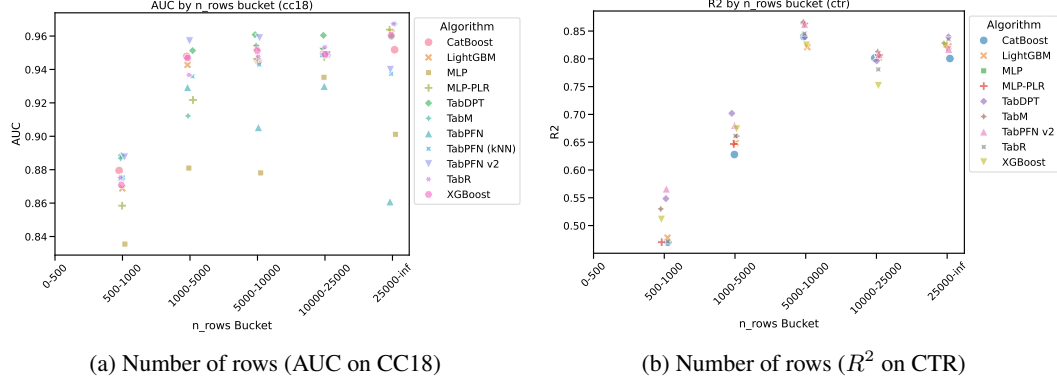 AUC by n_rows bucket (cc18)
AUC
0.96
0.94
0.92
0.90
0.88
0.86
0.84
0-500
500-1000
1000-5000
5000-10000
10000-25000
25000-inf
n_rows Bucket
Algorithm
CatBoost
LightGBM
MLP
MLP-PLR
TabDPT
TabM
TabPFN
TabPFN (kNN)
TabPFN v2
TabR
XGBoost
(a) Number of rows (AUC on CC18)
R2 by n_rows bucket (ctr)
R2
0.85
0.80
0.75
0.70
0.65
0.60
0.55
0.50
0-500
500-1000
1000-5000
5000-10000
10000-25000
25000-inf
n_rows Bucket
Algorithm
CatBoost
LightGBM
MLP
MLP-PLR
TabDPT
TabM
TabPFN v2
TabR
XGBoost
(b) Number of rows (R² on CTR)